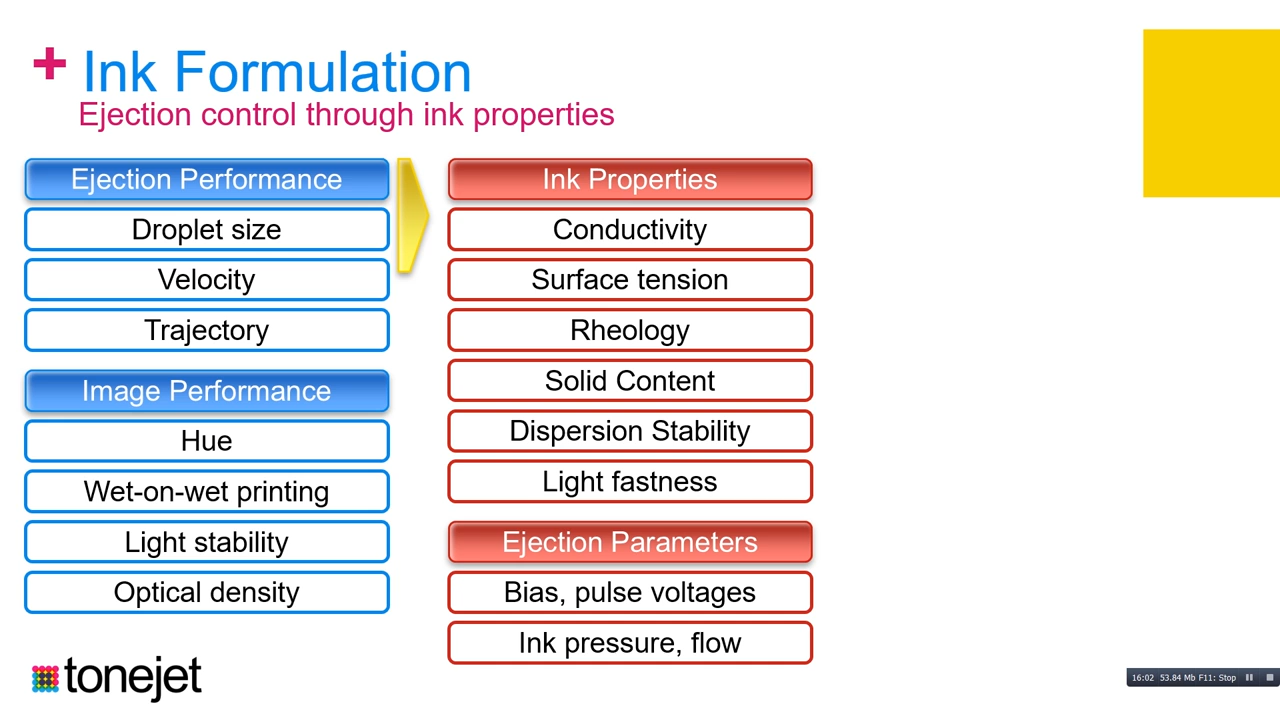 Ink Formulation
Ejection control through ink properties
Ejection Performance
Droplet size
Velocity
Trajectory
Image Performance
Hue
Wet-on-wet printing
Light stability
Optical density
Ink Properties
Conductivity
Surface tension
Rheology
Solid Content
Dispersion Stability
Light fastness
Ejection Parameters
Bias, pulse voltages
Ink pressure, flow
tonejet
16:02 53.84 Mb F11: Stop